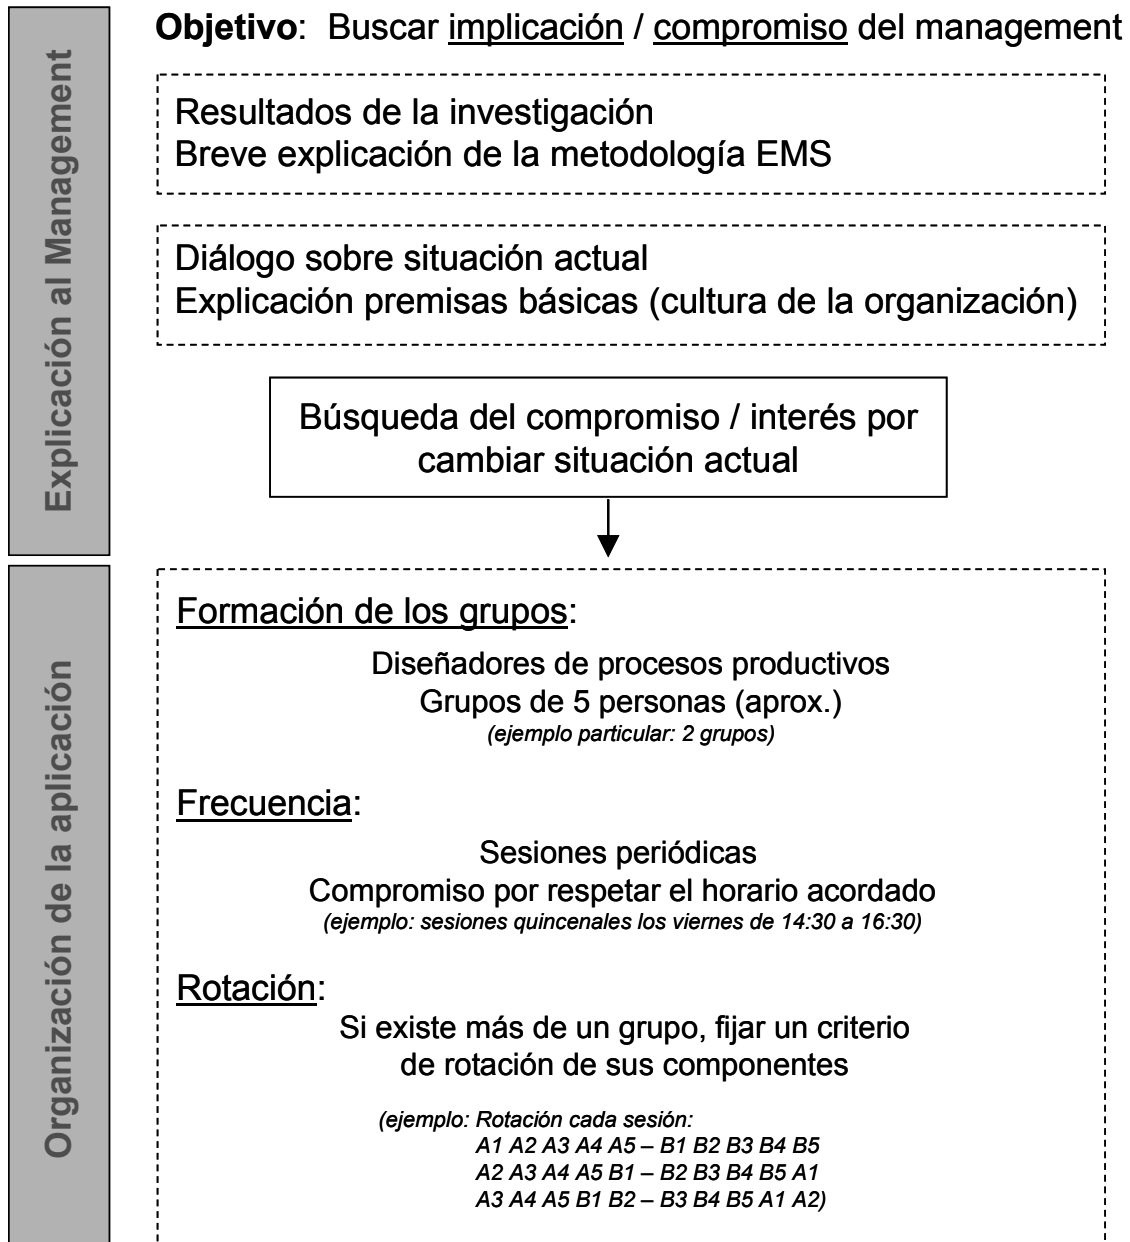 Explicación al Management
Objetivo: Buscar implicación / compromiso del management
Resultados de la investigación
Breve explicación de la metodología EMS
Diálogo sobre situación actual
Explicación premisas básicas (cultura de la organización)
Búsqueda del compromiso / interés por
cambiar situación actual
Organización de la aplicación
Formación de los grupos:
Diseñadores de procesos productivos
Grupos de 5 personas (aprox.)
(ejemplo particular: 2 grupos)
Frecuencia:
Sesiones periódicas
Compromiso por respetar el horario acordado
(ejemplo: sesiones quincenales los viernes de 14:30 a 16:30)
Rotación:
Si existe más de un grupo, fijar un criterio
de rotación de sus componentes
(ejemplo: Rotación cada sesión:
A1 A2 A3 A4 A5 – B1 B2 B3 B4 B5
A2 A3 A4 A5 B1 – B2 B3 B4 B5 A1
A3 A4 A5 B1 B2 – B3 B4 B5 A1 A2)